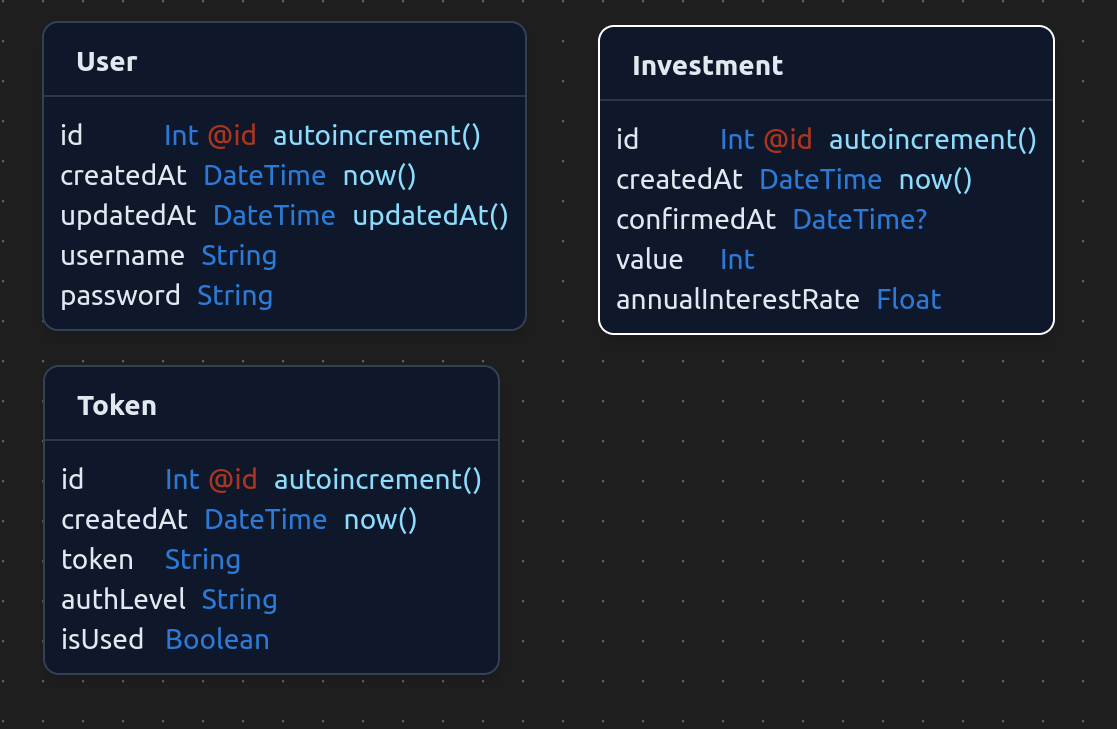 User
id Int @id autoincrement()
createdAt DateTime now()
updatedAt DateTime updatedAt()
username String
password String
Investment
id Int @id autoincrement()
createdAt DateTime now()
confirmedAt DateTime?
value Int
annualInterestRate Float
Token
id Int @id autoincrement()
createdAt DateTime now()
token String
authLevel String
isUsed Boolean